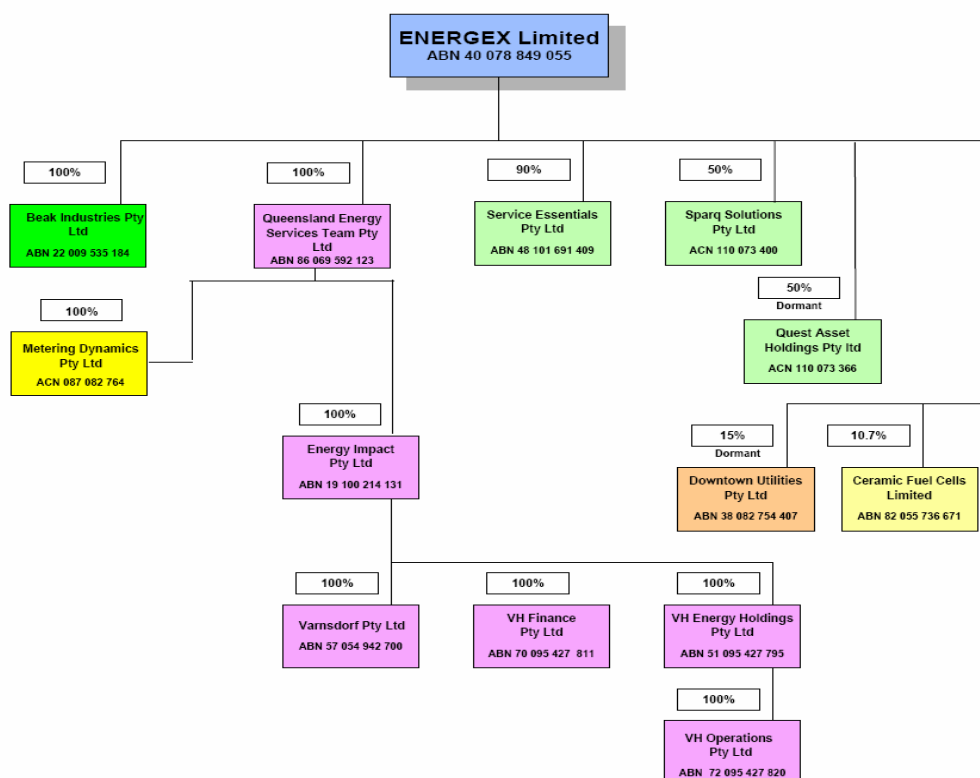 ENERGEX Limited
ABN 40 078 849 055
100%
100%
90%
50%
Beak Industries Pty
Ltd
ABN 22 009 535 184
Queensland Energy
Services Team Pty
Ltd
ABN 86 069 592 123
Service Essentials
Pty Ltd
ABN 48 101 691 409
Sparq Solutions
Pty Ltd
ACN 110 073 400
50%
Dormant
100%
Quest Asset
Holdings Pty ltd
ACN 110 073 366
Metering Dynamics
Pty Ltd
ACN 087 082 764
100%
15%
Dormant
10.7%
Energy Impact
Pty Ltd
ABN 19 100 214 131
Downtown Utilities
Pty Ltd
ABN 38 082 754 407
Ceramic Fuel Cells
Limited
ABN 82 055 736 671
100%
100%
100%
Varnsdorf Pty Ltd
ABN 57 054 942 700
VH Finance
Pty Ltd
ABN 70 095 427 811
VH Energy Holdings
Pty Ltd
ABN 51 095 427 795
100%
VH Operations
Pty Ltd
ABN 72 095 427 820